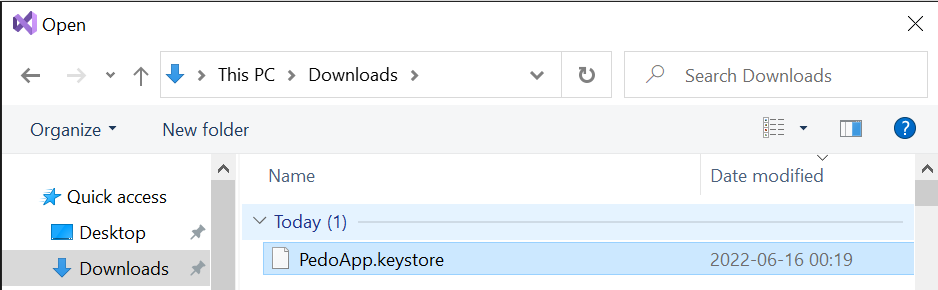 Open
This PC Downloads
Search Downloads
Organize New folder
?
Name Date modified
Quick access
Today (1)
Desktop
PedoApp.keystore 2022-06-16 00:19
Downloads